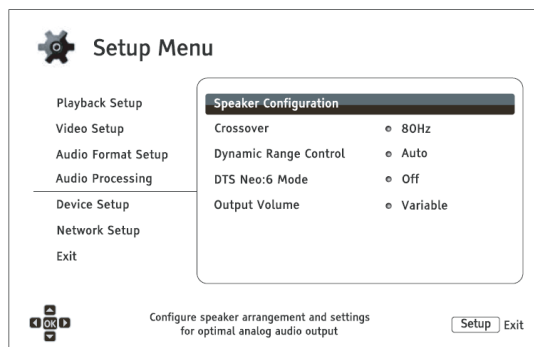 Setup Menu
Playback Setup
Video Setup
Audio Format Setup
Audio Processing
Device Setup
Network Setup
Exit
Speaker Configuration
Crossover 80Hz
Dynamic Range Control Auto
DTS Neo:6 Mode Off
Output Volume Variable
OK
Configure speaker arrangement and settings
for optimal analog audio output
Setup Exit